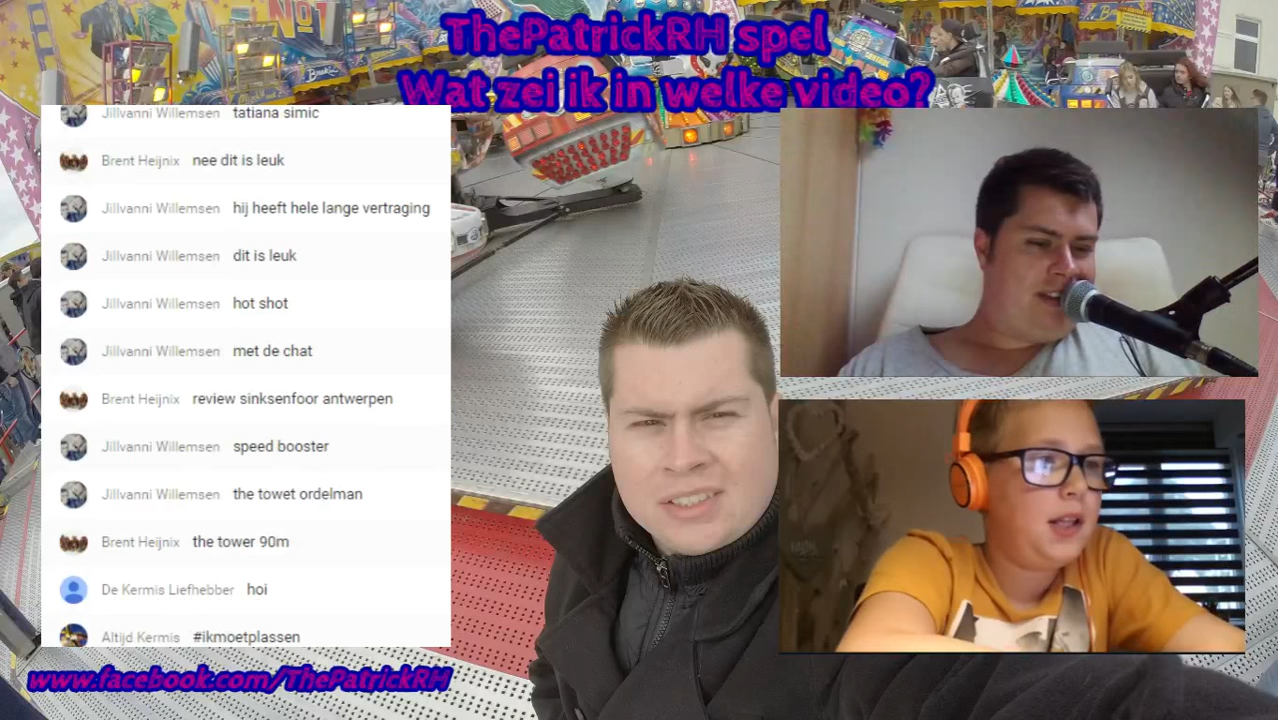 ThePatrickRH spel
Wat zei ik in welke video?
N°1
Jillvanni Willemsen tatiana simic
Brent Heijnix nee dit is leuk
Jillvanni Willemsen hij heeft hele lange vertraging
Jillvanni Willemsen dit is leuk
Jillvanni Willemsen hot shot
Jillvanni Willemsen met de chat
Brent Heijnix review sinksenfoor antwerpen
Jillvanni Willemsen speed booster
Jillvanni Willemsen the towet ordelman
Brent Heijnix the tower 90m
De Kermis Liefhebber hoi
Altijd Kermis #ikmoetplassen
www.facebook.com/ThePatrickRH